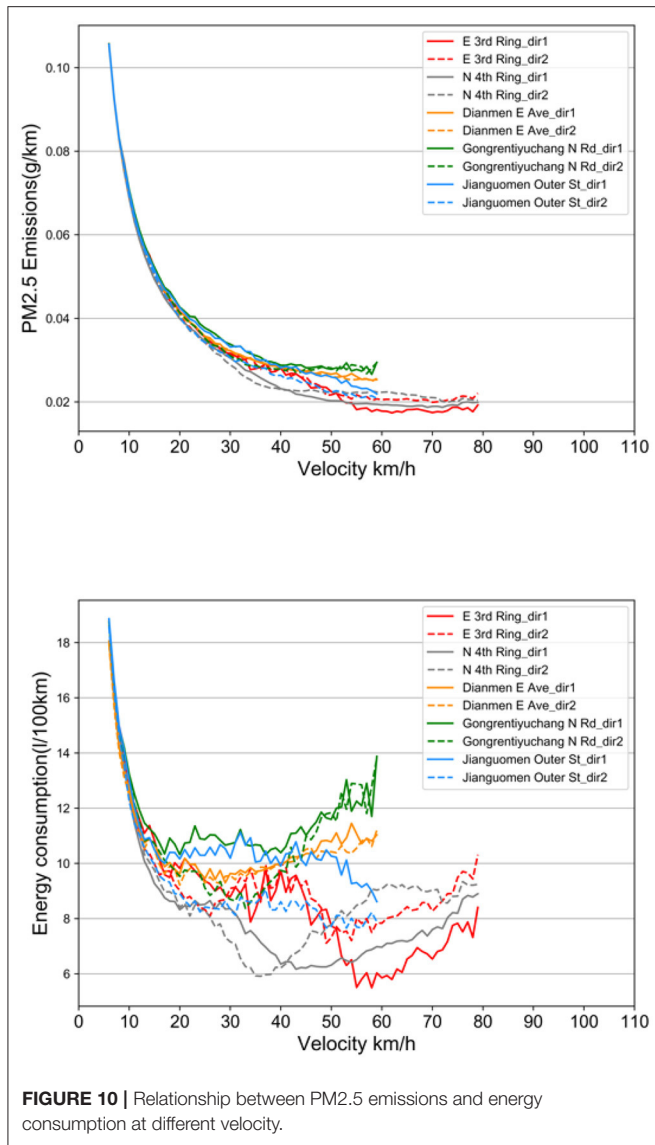 E 3rd Ring_dir1
E 3rd Ring_dir2
N 4th Ring_dir1
N 4th Ring_dir2
Dianmen E Ave_dir1
Dianmen E Ave_dir2
Gongrentiyuchang N Rd_dir1
Gongrentiyuchang N Rd_dir2
Jianguomen Outer St_dir1
Jianguomen Outer St_dir2
PM2.5 Emissions(g/km)
0.10
0.08
0.06
0.04
0.02
0 10 20 30 40 50 60 70 80 90 100 110
Velocity km/h
E 3rd Ring_dir1
E 3rd Ring_dir2
N 4th Ring_dir1
N 4th Ring_dir2
Dianmen E Ave_dir1
Dianmen E Ave_dir2
Gongrentiyuchang N Rd_dir1
Gongrentiyuchang N Rd_dir2
Jianguomen Outer St_dir1
Jianguomen Outer St_dir2
Energy consumption(l/100km)
18
16
14
12
10
8
6
0 10 20 30 40 50 60 70 80 90 100 110
Velocity km/h
FIGURE 10 | Relationship between PM2.5 emissions and energy
consumption at different velocity.